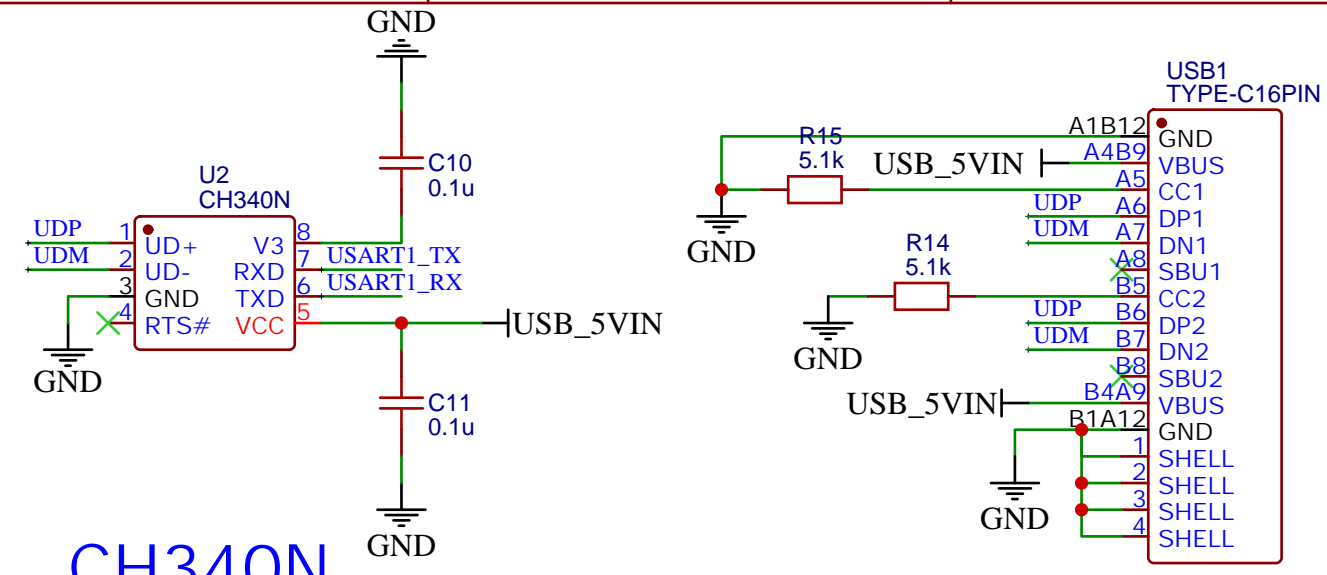 GND
C10
0.1u
U2
CH340N
UDP
1
UD+
V3
8
UDM
2
UD-
RXD
7
USART1_TX
3
GND
TXD
6
USART1_RX
4
RTS#
VCC
5
USB_5VIN
GND
C11
0.1u
GND
CH340N
USB1
TYPE-C16PIN
A1B12
GND
R15
5.1k
USB_5VIN
A4B9
VBUS
A5
CC1
UDP
A6
DP1
GND
UDM
A7
DN1
A8
SBU1
R14
5.1k
B5
CC2
UDP
B6
DP2
GND
UDM
B7
DN2
B8
SBU2
USB_5VIN
B4A9
VBUS
B1A12
GND
1
SHELL
2
SHELL
GND
3
SHELL
4
SHELL